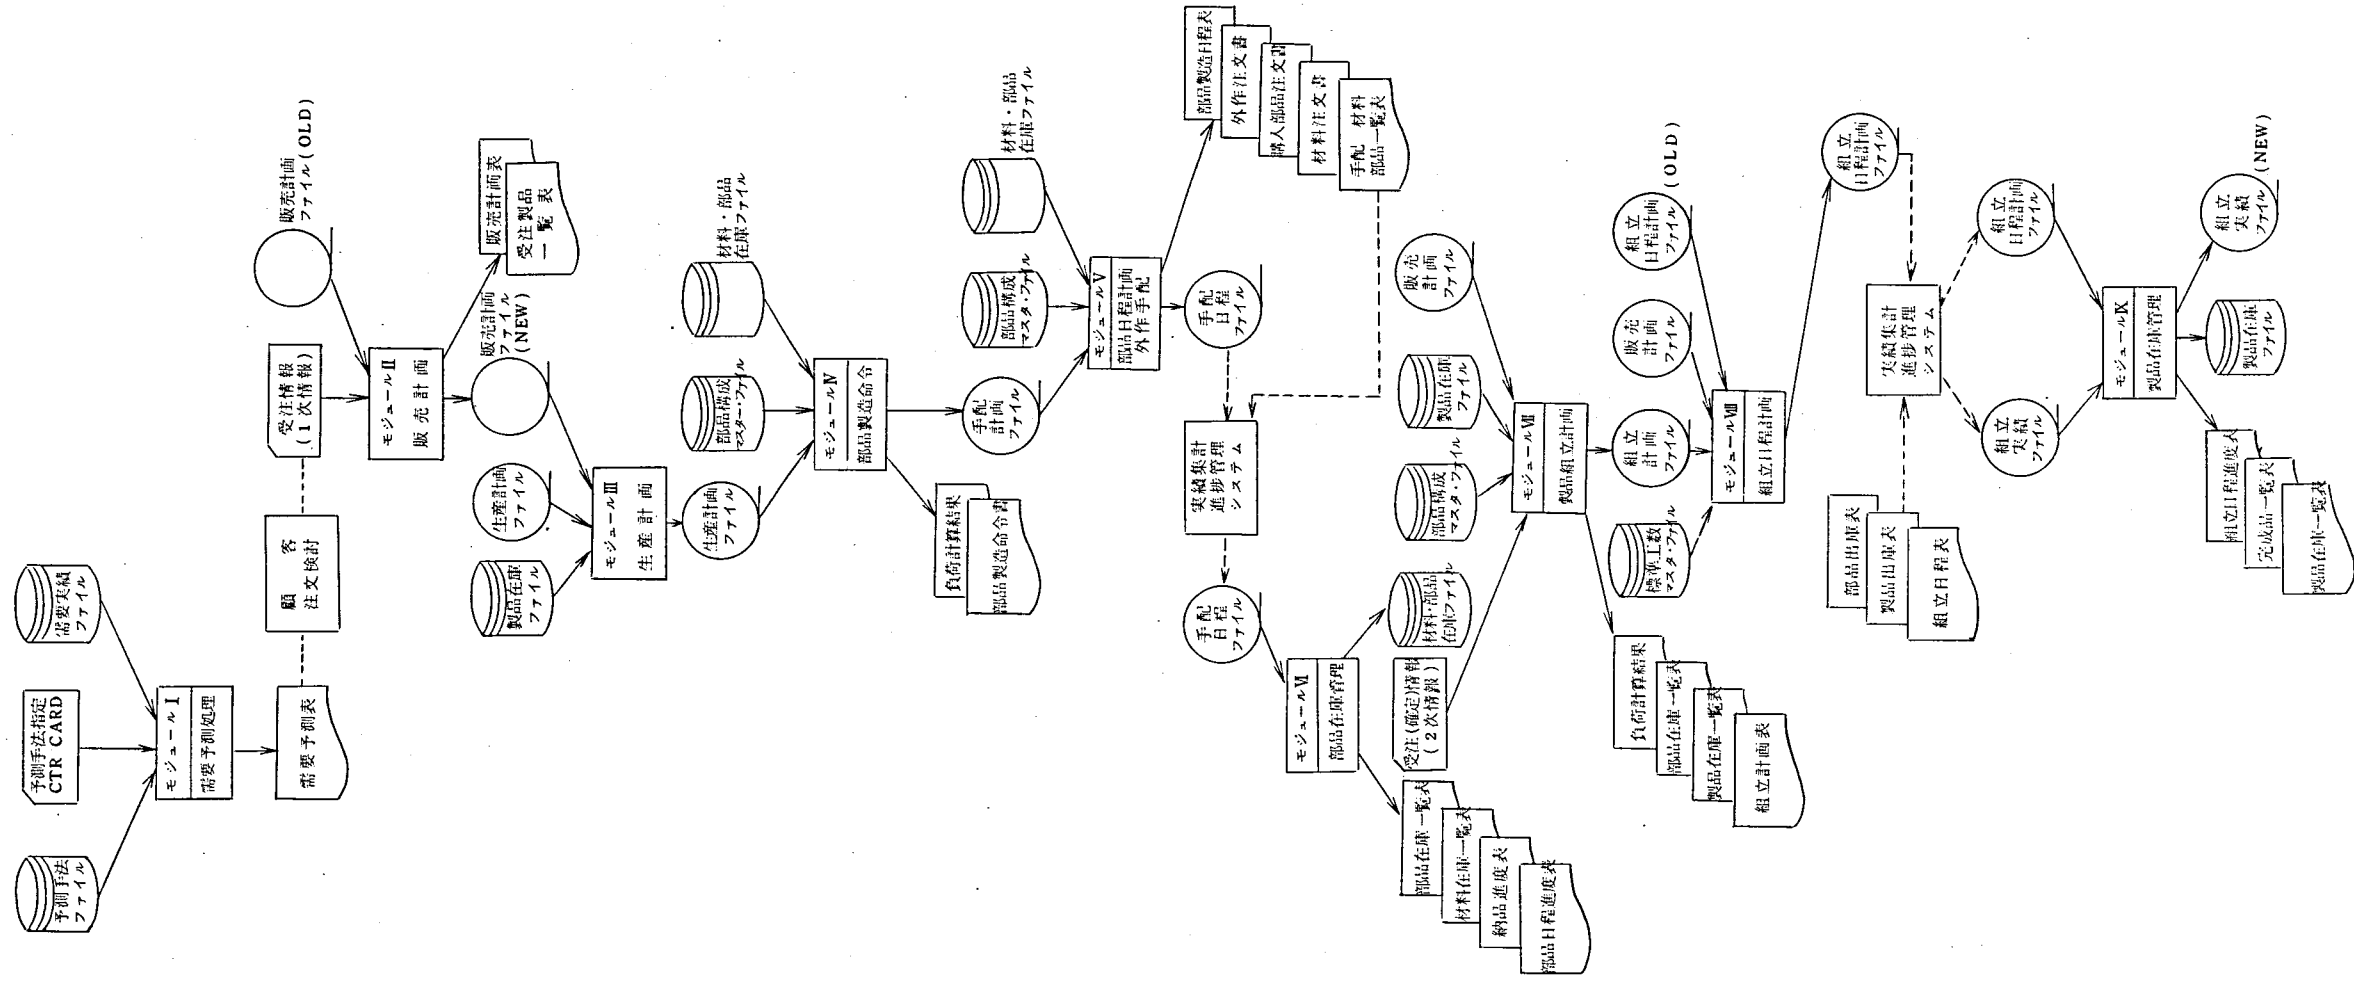 予測手法
ファイル
予測手法指定
CTR CARD
需要実績
ファイル
モジュール I
需要予測処理
需要予測表
顧客
注文検討
受注情報
(1次情報)
販売計画
ファイル(OLD)
モジュールⅡ
販売計画
販売計画表
受注製品
一覧表
販売計画
ファイル
(NEW)
生産計画
ファイル
製品在庫
ファイル
モジュールⅢ
生産計画
生産計画
ファイル
部品構成
マスター・ファイル
材料・部品
在庫ファイル
モジュールⅣ
部品製造命令
負荷計算結果
部品製造命令書
手配
計画
ファイル
部品構成
マスタ・ファイル
材料・部品
在庫ファイル
モジュールⅤ
部品日程計画
外作手配
部品製造日程表
外作注文書
購入部品注文書
材料注文書
手配 材料
部品一覧表
手配
日程
ファイル
実績集計
進捗管理
システム
手配
日程
ファイル
モジュールⅥ
部品在庫管理
部品在庫一覧表
材料在庫一覧表
納品進度表
部品日程進度表
材料・部品
在庫ファイル
受注(確定)情報
(2次情報)
部品構成
マスタ・ファイル
製品在庫
ファイル
販売
計画
ファイル
モジュールⅦ
製品組立計画
負荷計算結果
部品在庫一覧表
製品在庫一覧表
組立計画表
標準工数
マスタ・ファイル
組立
計画
ファイル
販売
計画
ファイル
組立
日程計画
ファイル
(OLD)
モジュールⅧ
組立日程計画
組立
日程計画
ファイル
部品出庫表
製品出庫表
組立日程表
実績集計
進捗管理
システム
組立
実績
ファイル
組立
日程計画
ファイル
モジュールⅨ
製品在庫管理
組立日程進度表
完成品一覧表
製品在庫一覧表
製品在庫
ファイル
組立
実績
ファイル
(NEW)